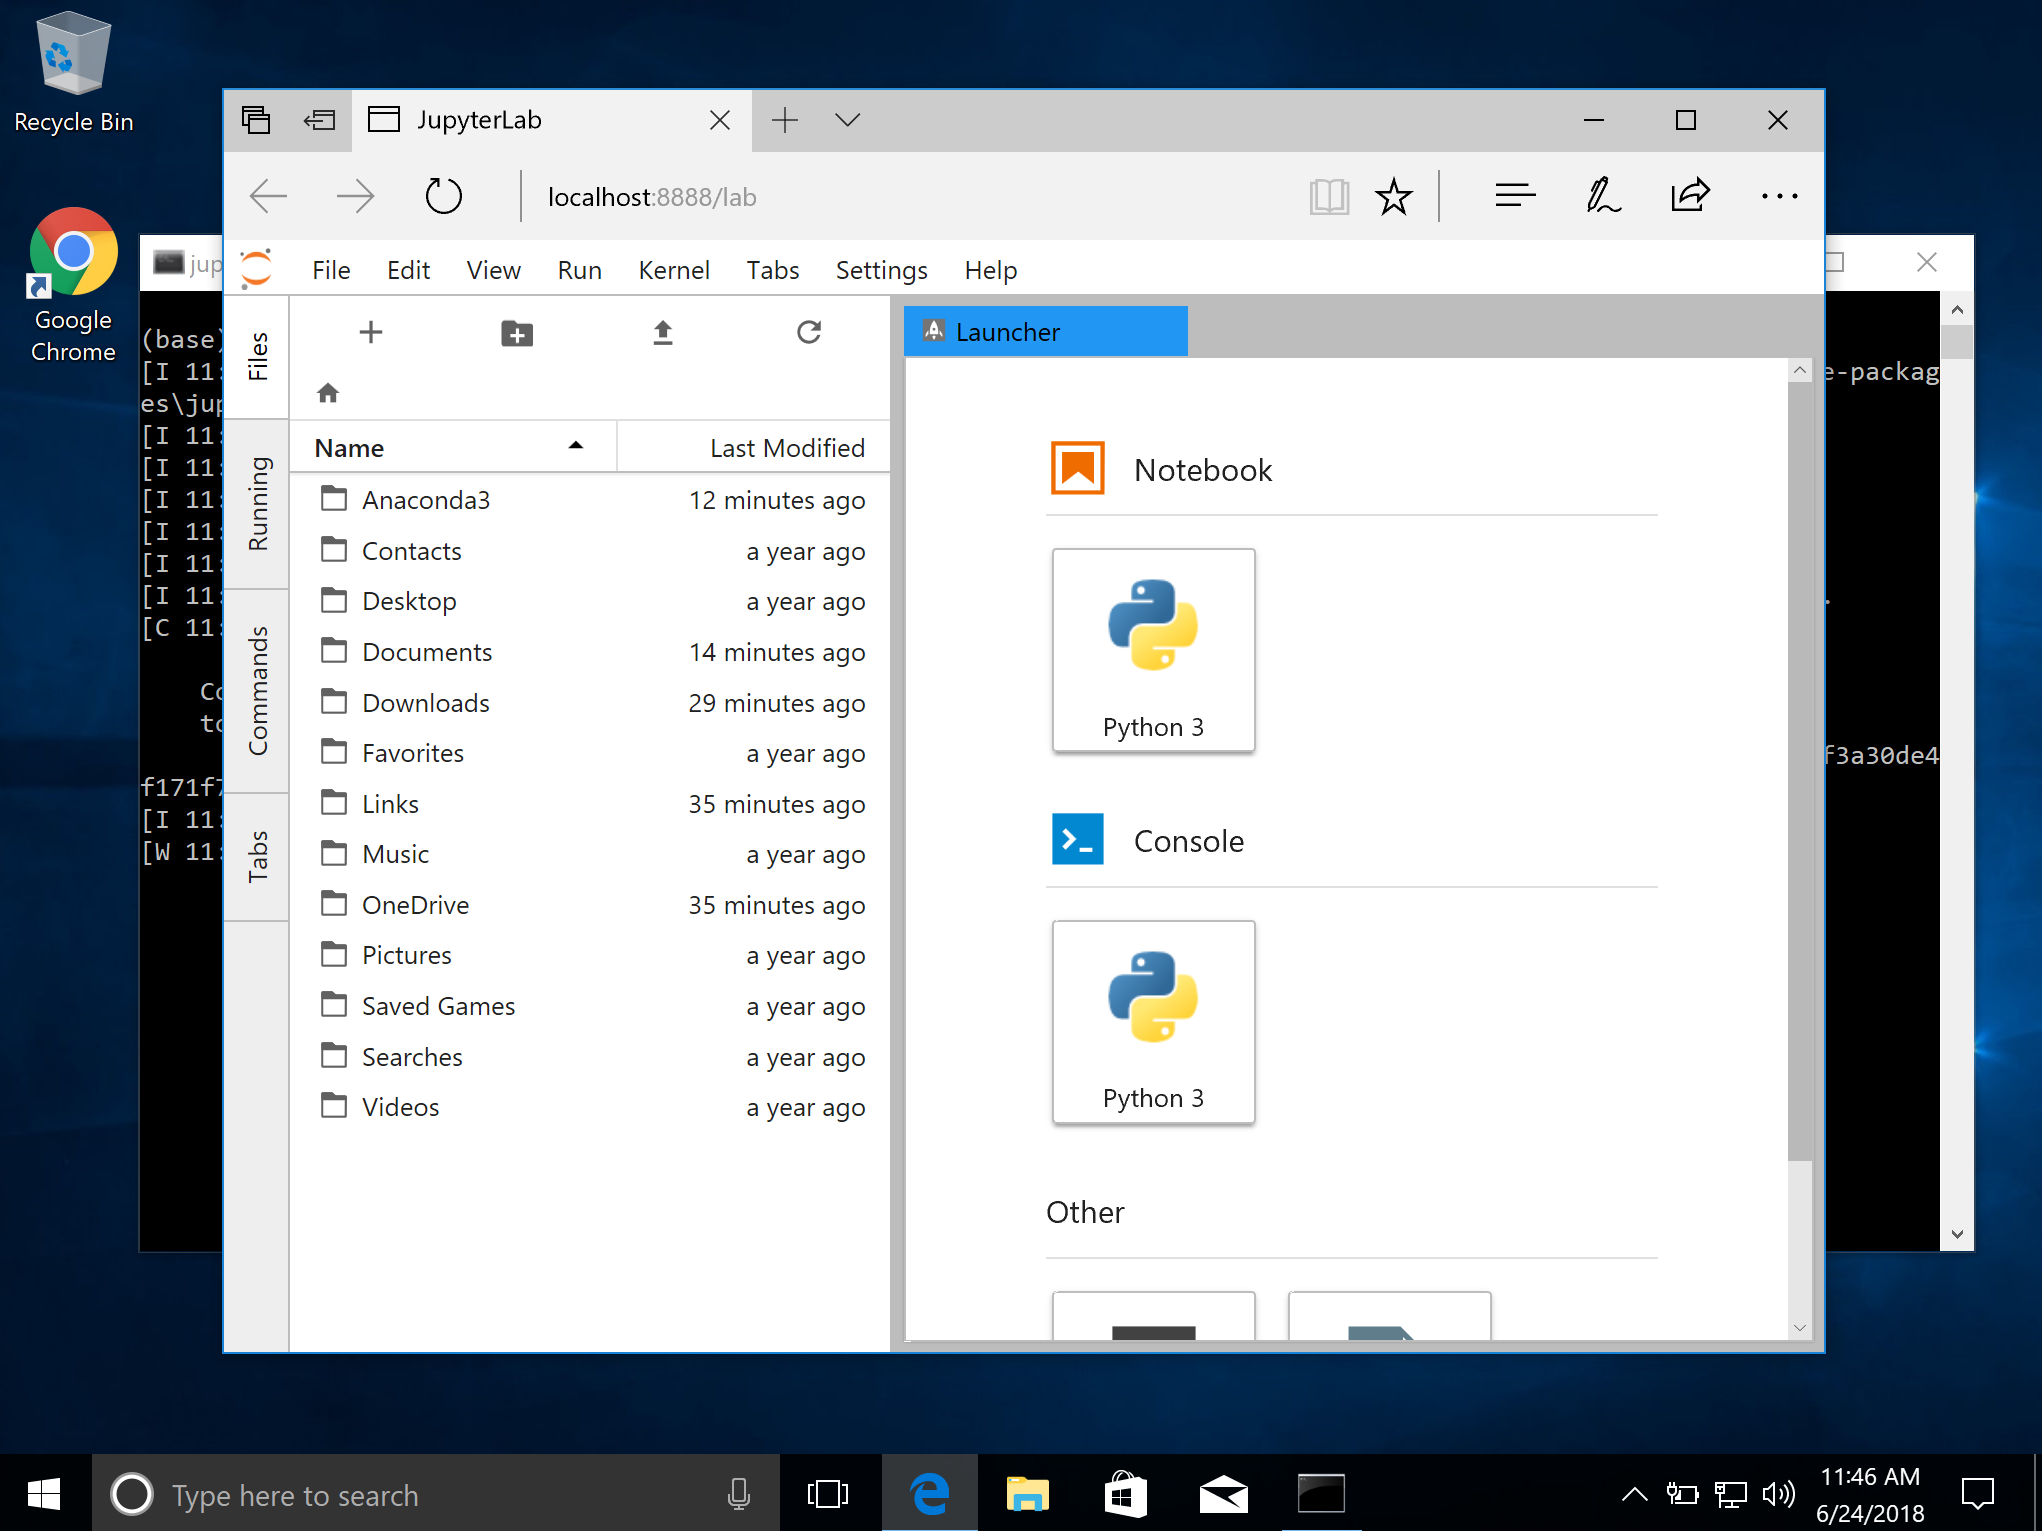 Recycle Bin
Google
Chrome
JupyterLab
localhost:8888/lab
jup
File Edit View Run Kernel Tabs Settings Help
Files
Running
Commands
Tabs
Name Last Modified
Anaconda3 12 minutes ago
Contacts a year ago
Desktop a year ago
Documents 14 minutes ago
Downloads 29 minutes ago
Favorites a year ago
Links 35 minutes ago
Music a year ago
OneDrive 35 minutes ago
Pictures a year ago
Saved Games a year ago
Searches a year ago
Videos a year ago
Launcher
Notebook
Python 3
Console
Python 3
Other
(base)
[I 11: e-packag
es\jup
[I 11:
[I 11:
[I 11:
[I 11:
[I 11:
[I 11: .
[C 11:
Co
to
f3a30de4
f171f7
[I 11:
[W 11:
Type here to search
11:46 AM
6/24/2018